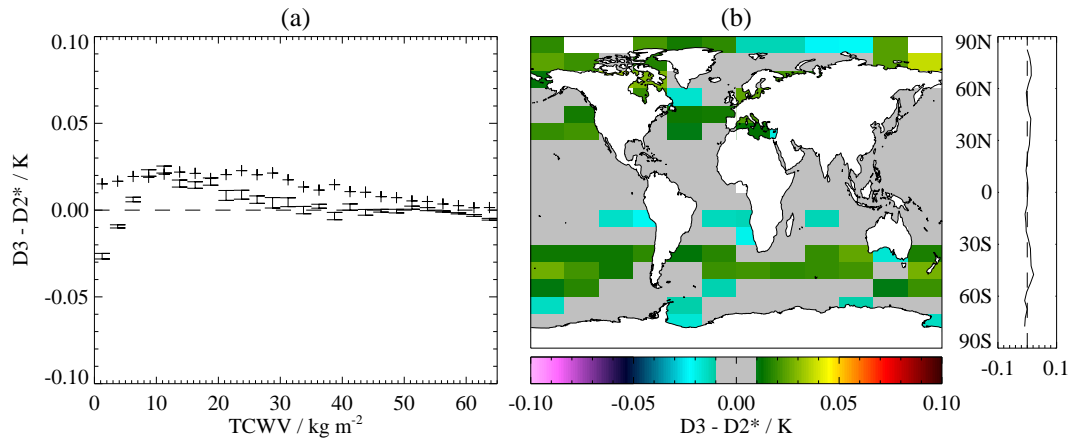 (a)
0.10
0.05
0.00
-0.05
-0.10
D3 - D2* / K
0 10 20 30 40 50 60
TCWV / kg m⁻²
(b)
-0.10 -0.05 0.00 0.05 0.10
D3 - D2* / K
90N
60N
30N
0
30S
60S
90S
-0.1 0.1